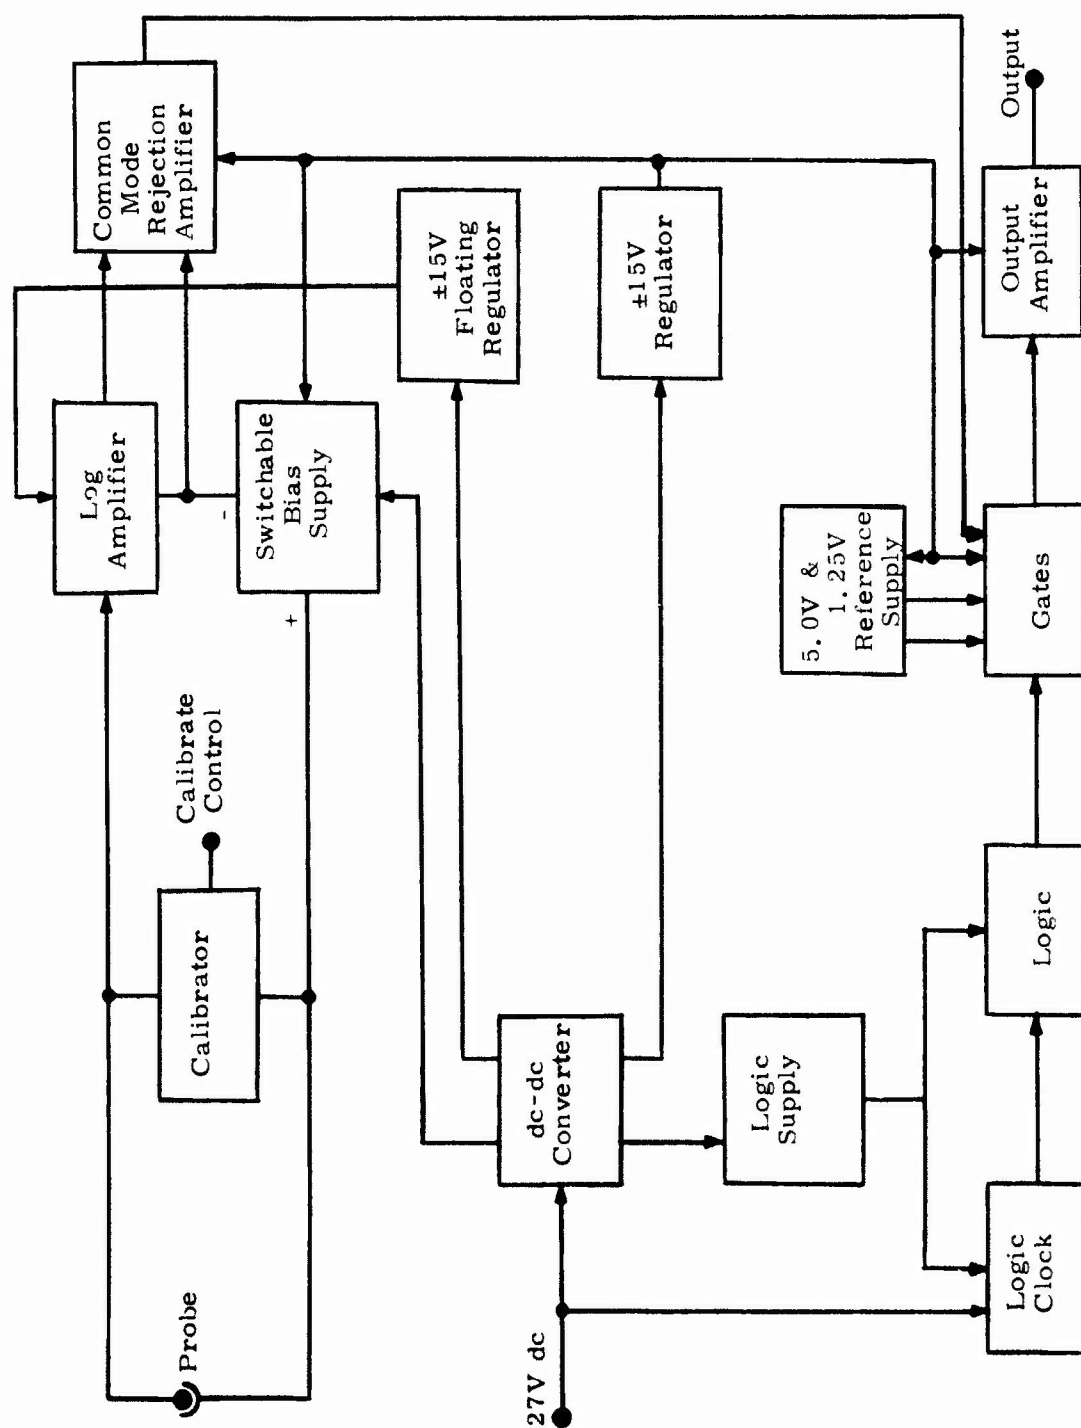 Probe
Calibrator
Calibrate
Control
Log
Amplifier
Common
Mode
Rejection
Amplifier
-
+
Switchable
Bias
Supply
±15V
Floating
Regulator
±15V
Regulator
27V dc
dc-dc
Converter
Logic
Supply
5.0V &
1.25V
Reference
Supply
Logic
Clock
Logic
Gates
Output
Amplifier
Output